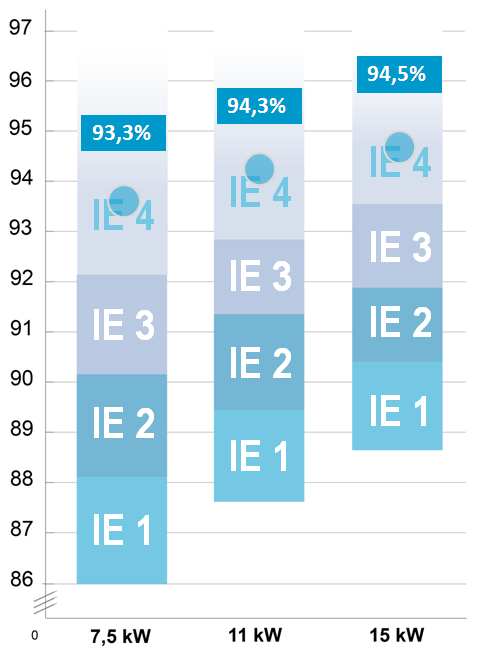 97
96
95
94
93
92
91
90
89
88
87
86
0
93,3%
IE 4
IE 3
IE 2
IE 1
7,5 kW
94,3%
IE 4
IE 3
IE 2
IE 1
11 kW
94,5%
IE 4
IE 3
IE 2
IE 1
15 kW